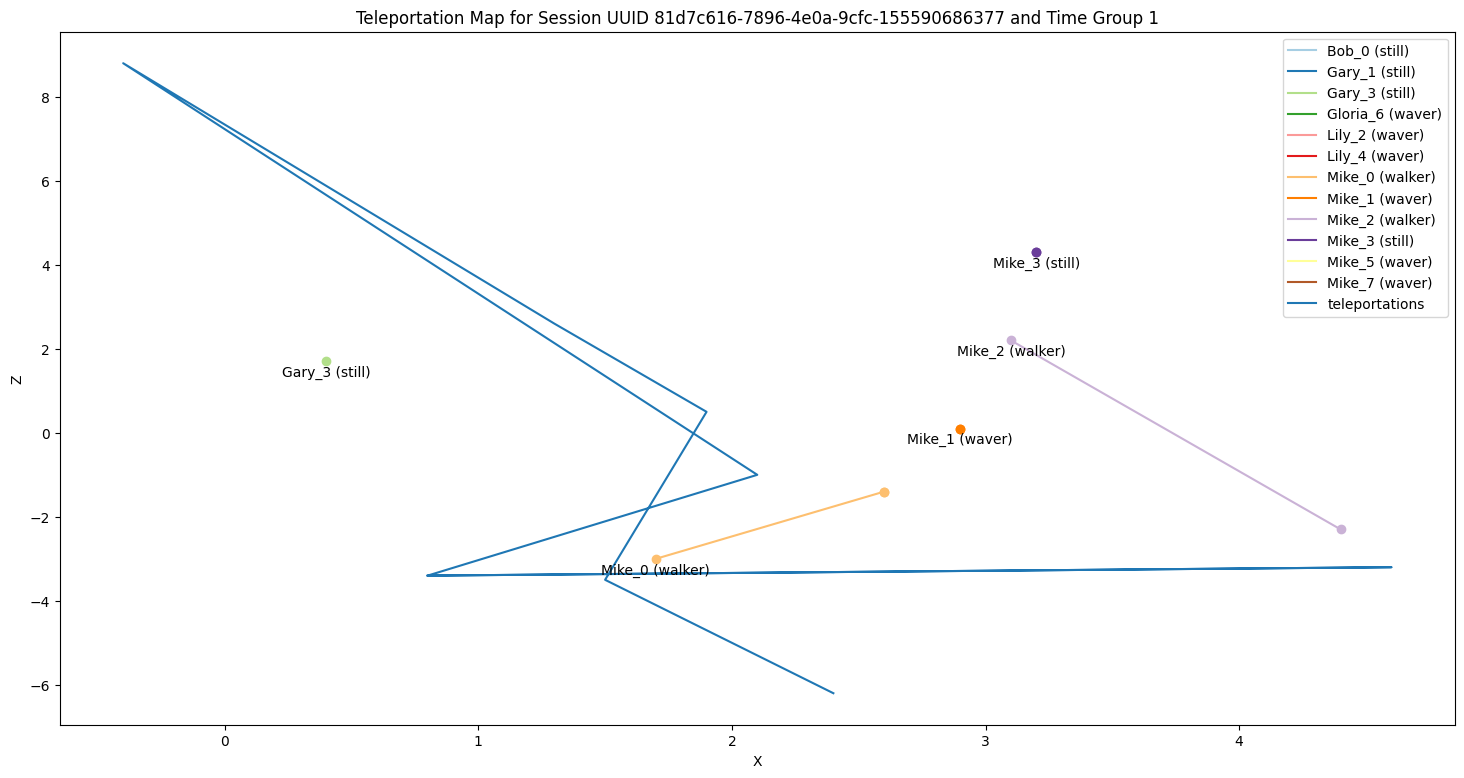 Teleportation Map for Session UUID 81d7c616-7896-4e0a-9cfc-155590686377 and Time Group 1
Bob_0 (still)
Gary_1 (still)
Gary_3 (still)
Gloria_6 (waver)
Lily_2 (waver)
Lily_4 (waver)
Mike_0 (walker)
Mike_1 (waver)
Mike_2 (walker)
Mike_3 (still)
Mike_5 (waver)
Mike_7 (waver)
teleportations
Mike_3 (still)
Mike_2 (walker)
Gary_3 (still)
Mike_1 (waver)
Mike_0 (walker)
Z
8
6
4
2
0
−2
−4
−6
0
1
2
3
4
X